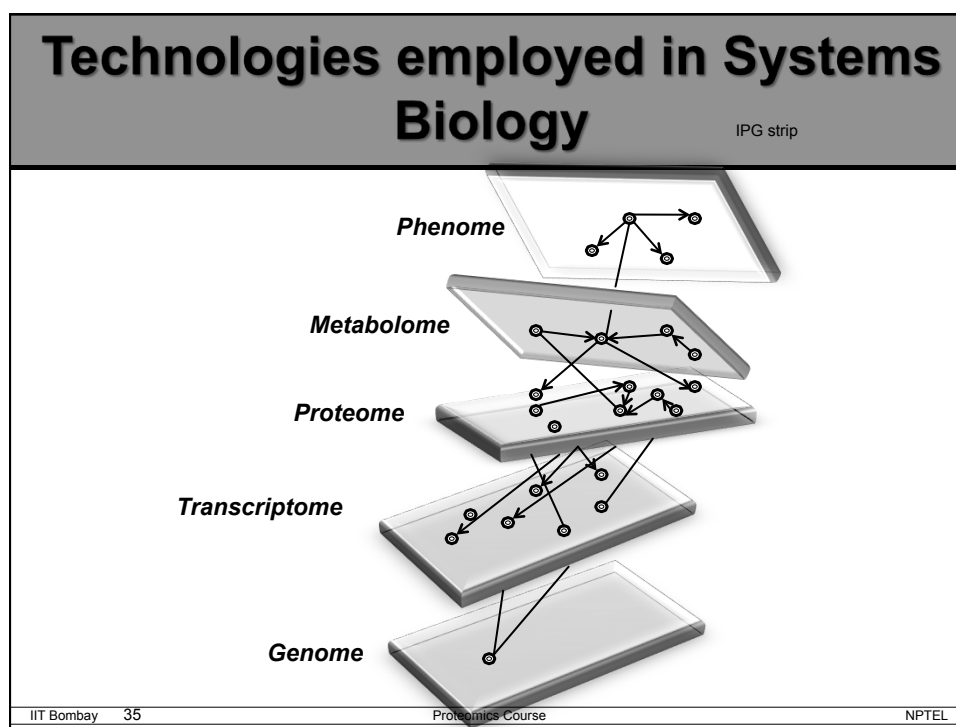 Technologies employed in Systems
Biology
IPG strip
Phenome
Metabolome
Proteome
Transcriptome
Genome
IIT Bombay 35 Proteomics Course NPTEL